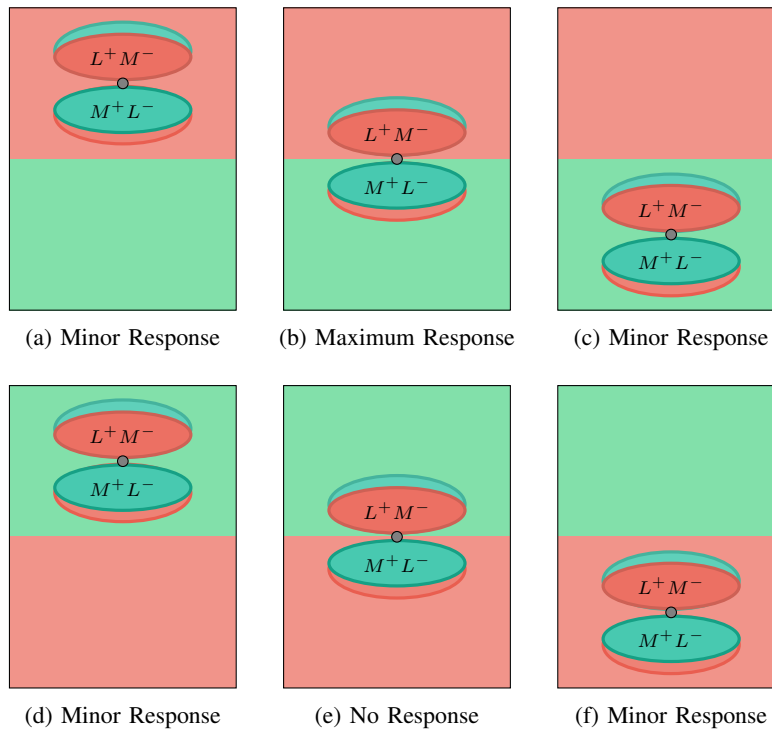 L⁺M⁻ L⁺M⁻ L⁺M⁻
M⁺L⁻ M⁺L⁻ M⁺L⁻
(a) Minor Response (b) Maximum Response (c) Minor Response
L⁺M⁻ L⁺M⁻ L⁺M⁻
M⁺L⁻ M⁺L⁻ M⁺L⁻
(d) Minor Response (e) No Response (f) Minor Response